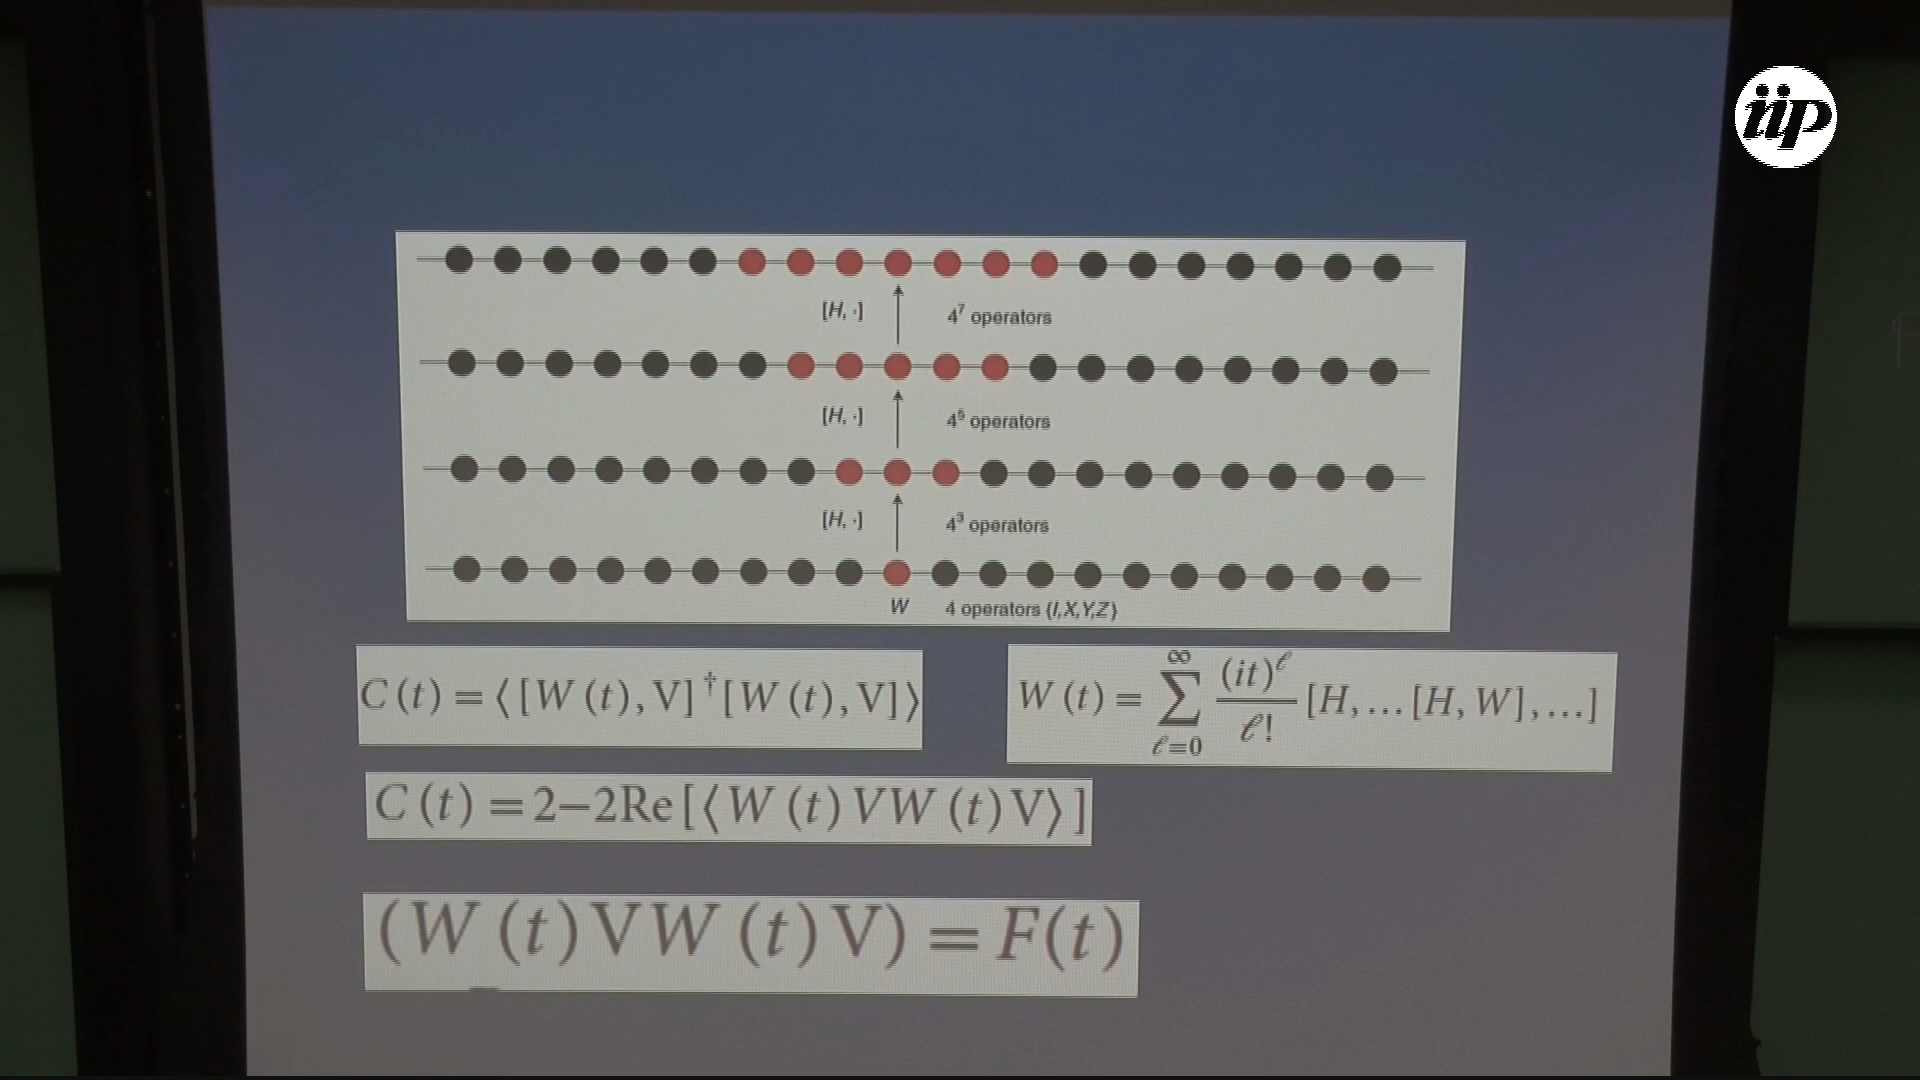 iip
[H, ·] 4⁷ operators
[H, ·] 4⁵ operators
[H, ·] 4³ operators
W 4 operators {I,X,Y,Z}
C(t) = ⟨[W(t),V]†[W(t),V]⟩
W(t) = ∑_{ℓ=0}^{∞} (it)^ℓ / ℓ! [H,...[H,W],...]
C(t) = 2−2Re[⟨W(t)VW(t)V⟩]
(W(t)VW(t)V) = F(t)